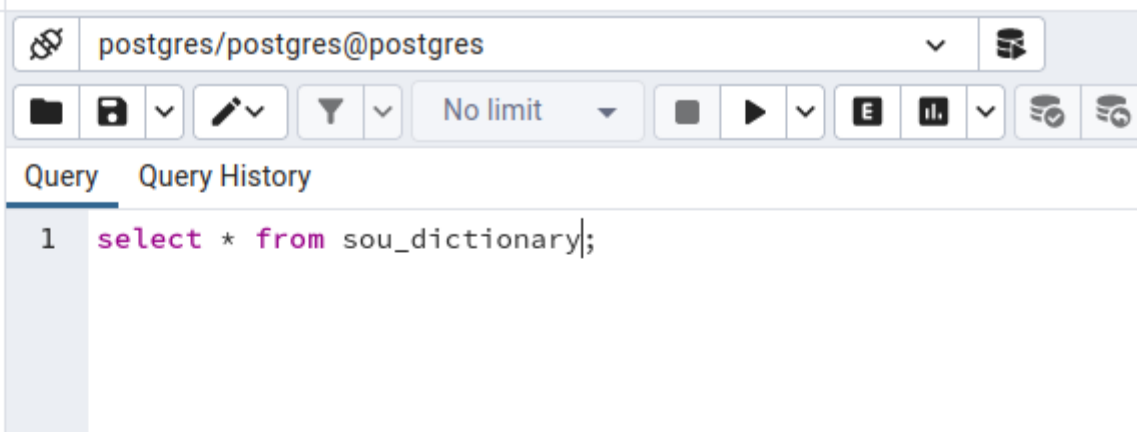 postgres/postgres@postgres
No limit
E
Query Query History
1 select * from sou_dictionary;